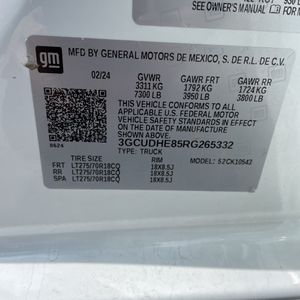 SEE OWNER'S MANUAL
gm
MFD BY GENERAL MOTORS DE MEXICO, S. DE R.L. DE C.V.
02/24 GVWR GAWR FRT GAWR RR
3311 KG 1792 KG 1724 KG
7300 LB 3950 LB 3800 LB
THIS VEHICLE CONFORMS TO ALL APPLICABLE
U.S. FEDERAL MOTOR
VEHICLE SAFETY STANDARDS IN EFFECT
ON THE DATE OF MANUFACTURE SHOWN
ABOVE.
3GCUDHE85RG265332
TYPE: TRUCK
TIRE SIZE RIM MODEL: 52CK10543
FRT LT275/70R18CQ 18X8.5J
RR LT275/70R18CQ 18X8.5J
SPA LT275/70R18CQ 18X8.5J